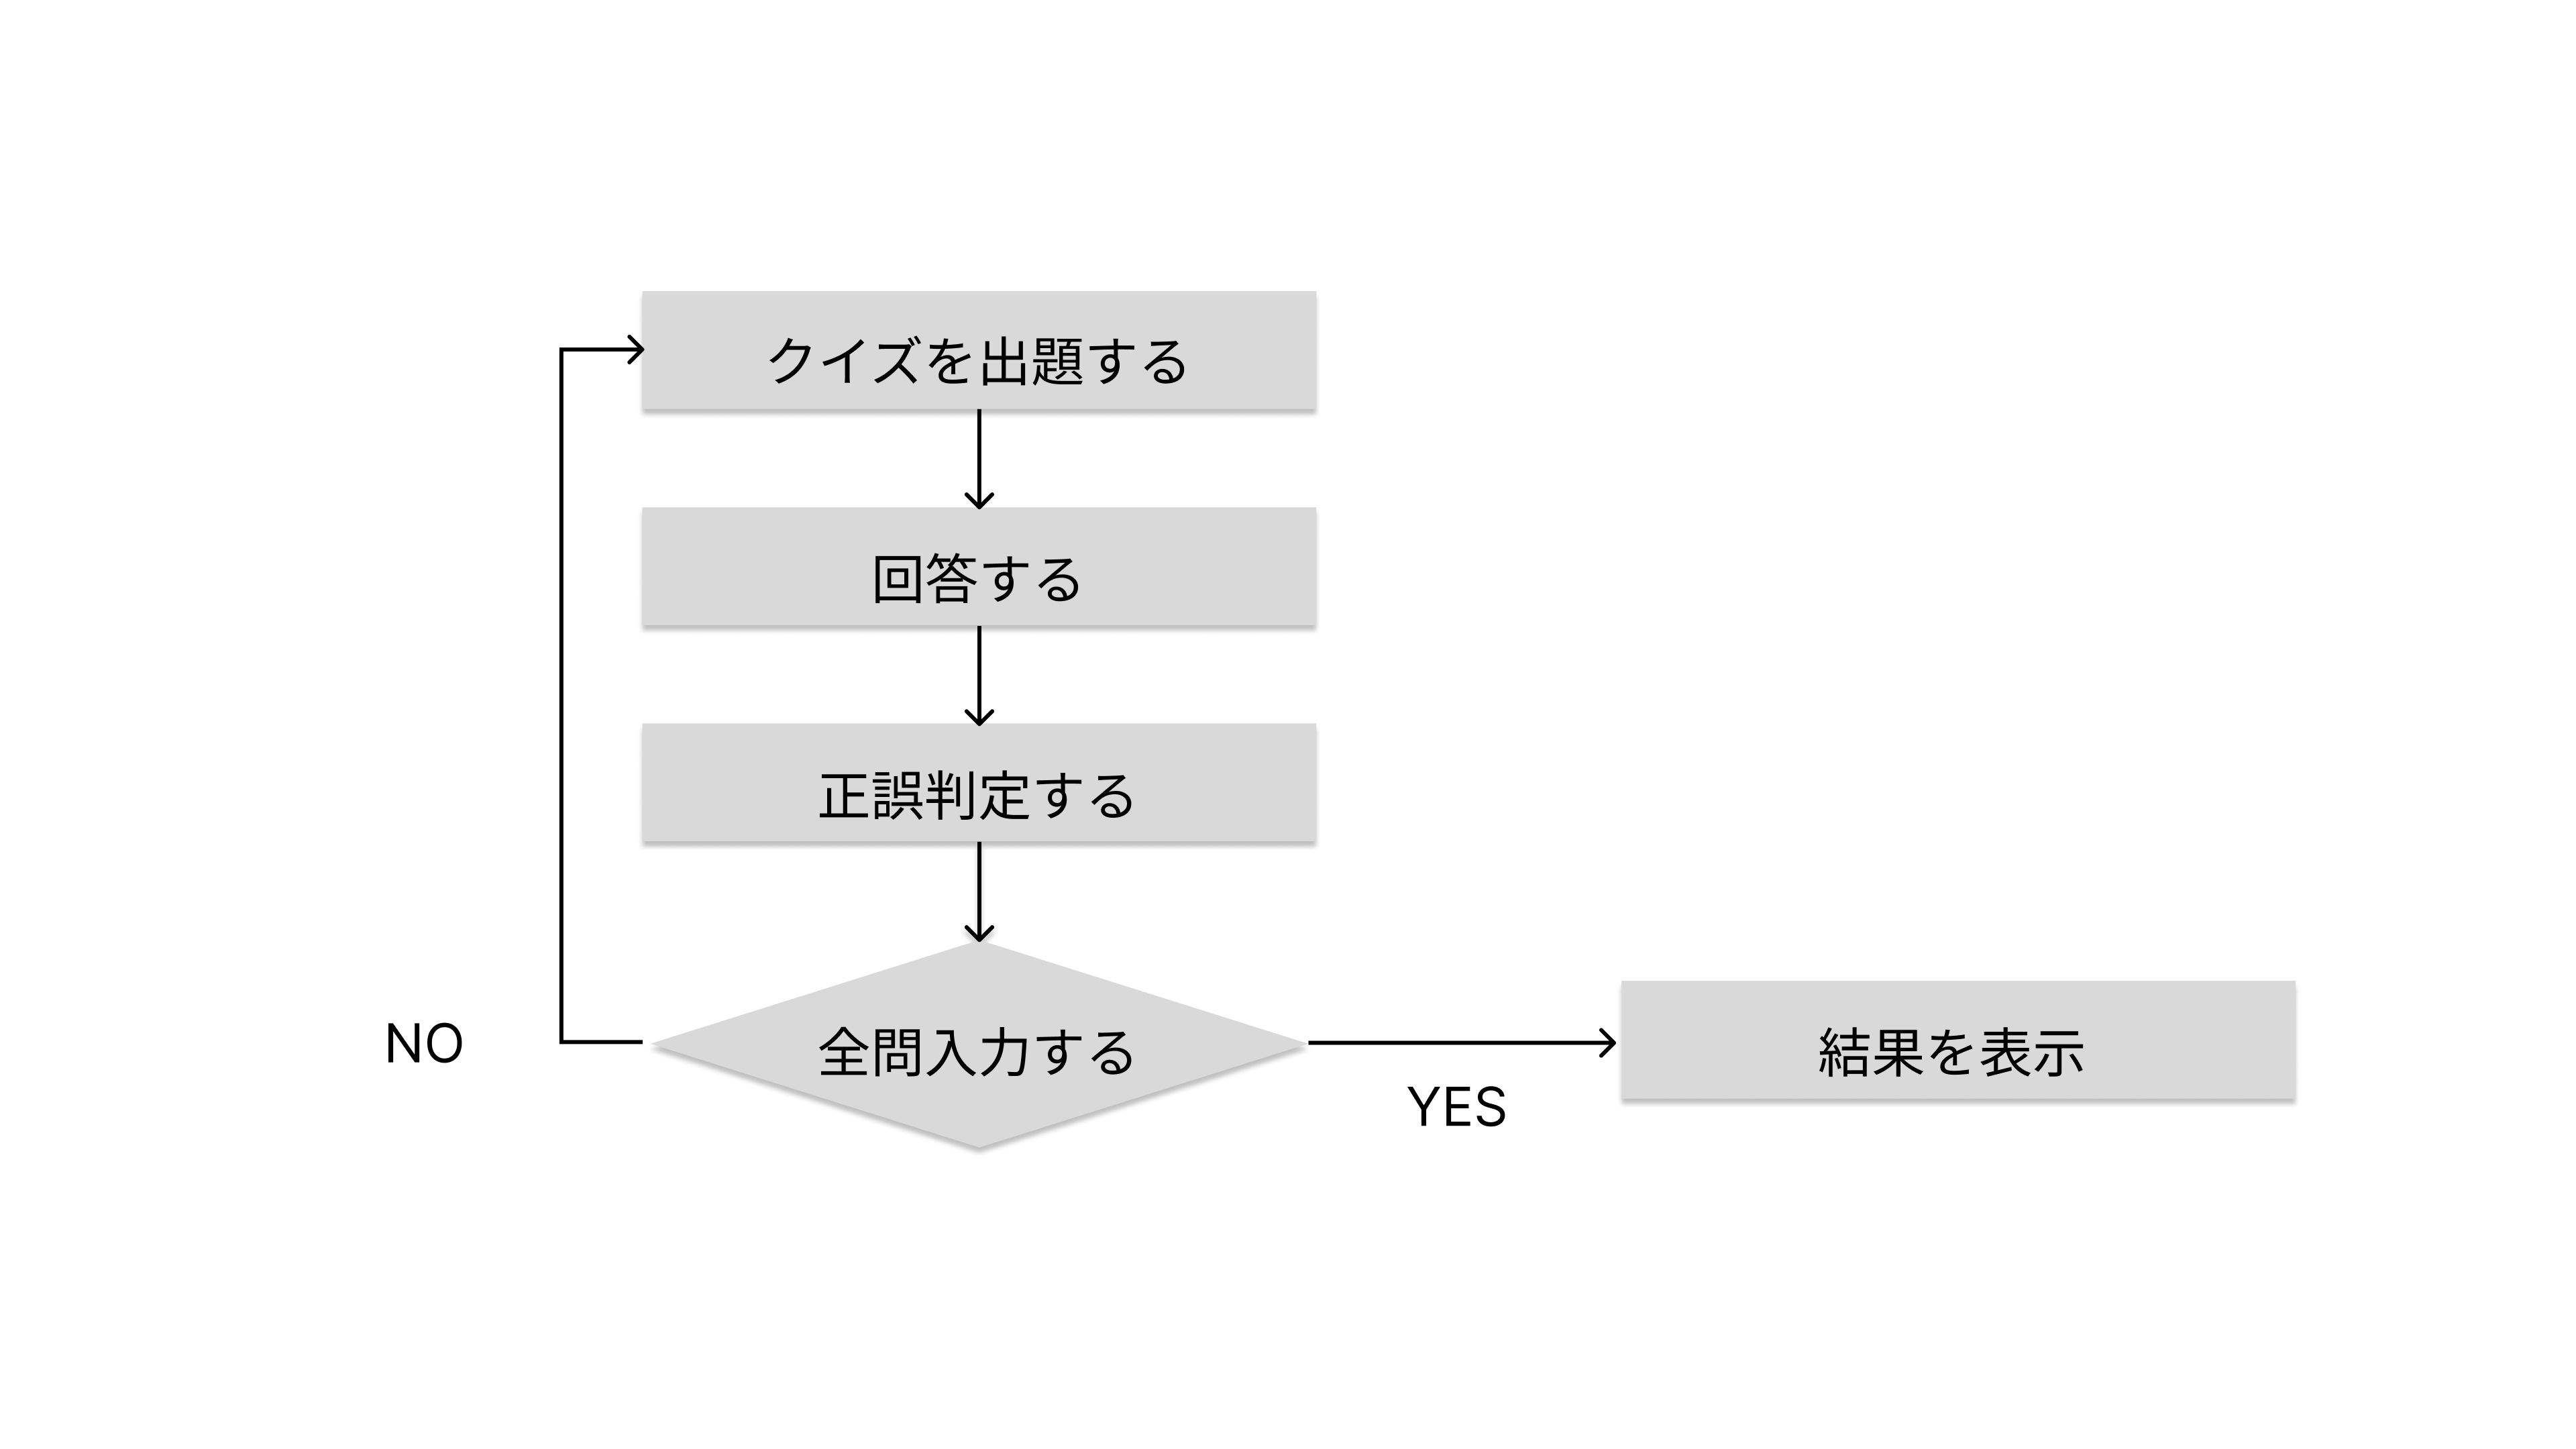 クイズを出題する
回答する
正誤判定する
全問入力する
NO
YES
結果を表示